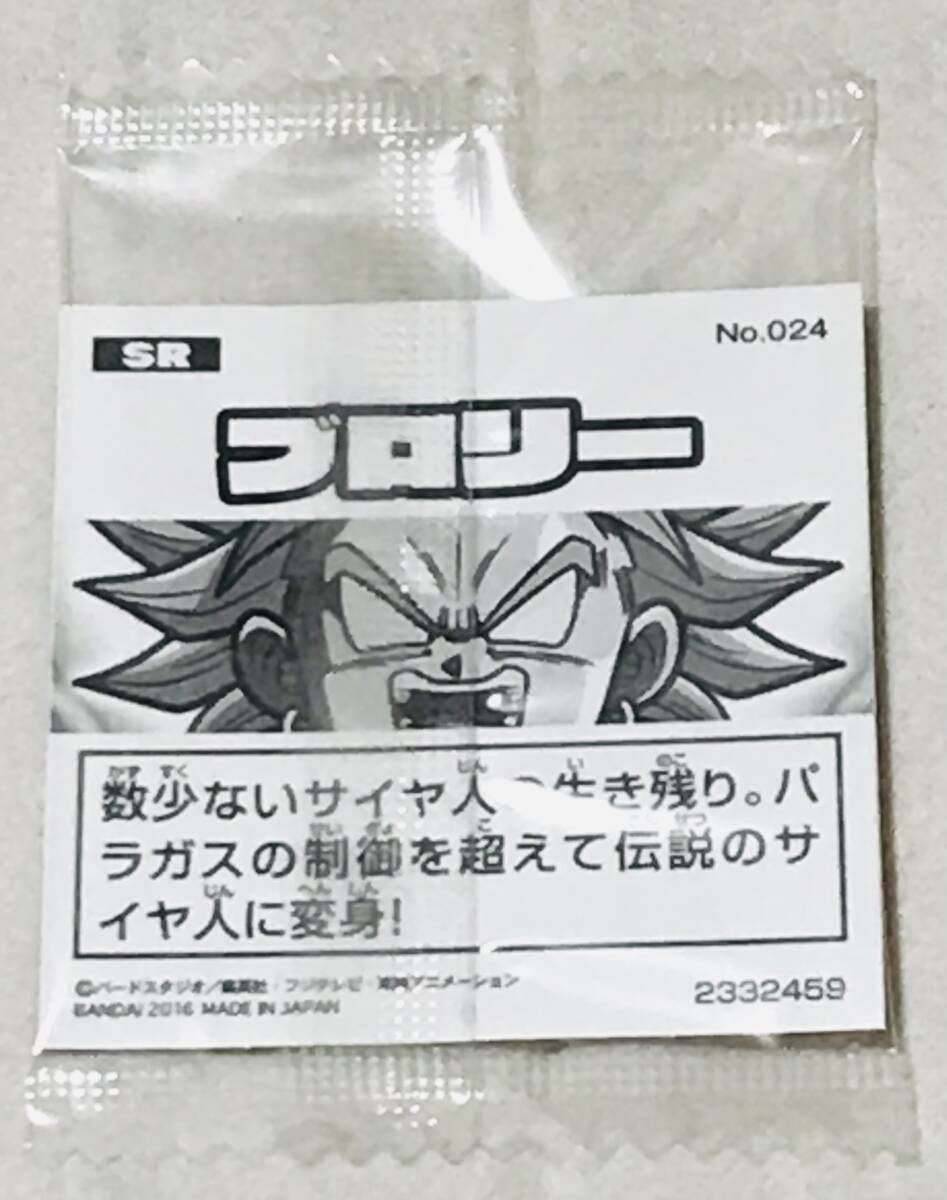 SR
No.024
ブロリー
数少ないサイヤ人の生き残り。パ
ラガスの制御を超えて伝説のサ
イヤ人に変身!
©バードスタジオ/集英社・フジテレビ・東映アニメーション
BANDAI 2016 MADE IN JAPAN
2332459